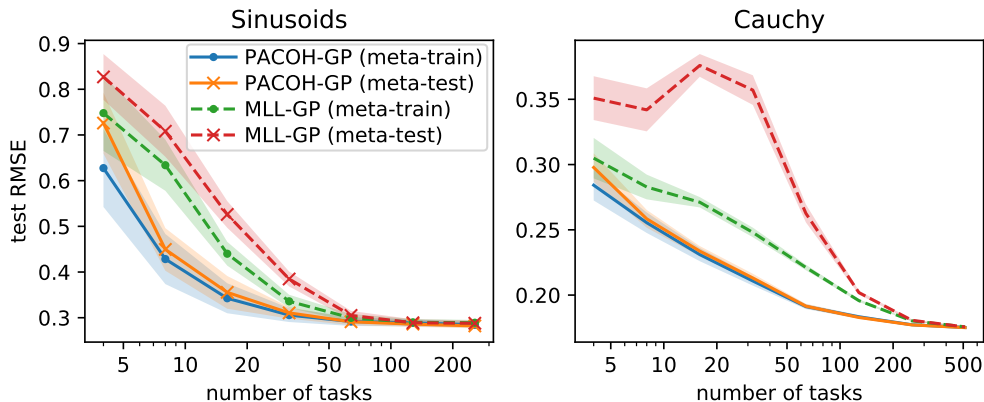 Sinusoids
Cauchy
0.9
0.8
0.7
0.6
0.5
0.4
0.3
test RMSE
PACOH-GP (meta-train)
PACOH-GP (meta-test)
MLL-GP (meta-train)
MLL-GP (meta-test)
5 10 20 50 100 200
number of tasks
0.35
0.30
0.25
0.20
5 10 20 50 100 200 500
number of tasks